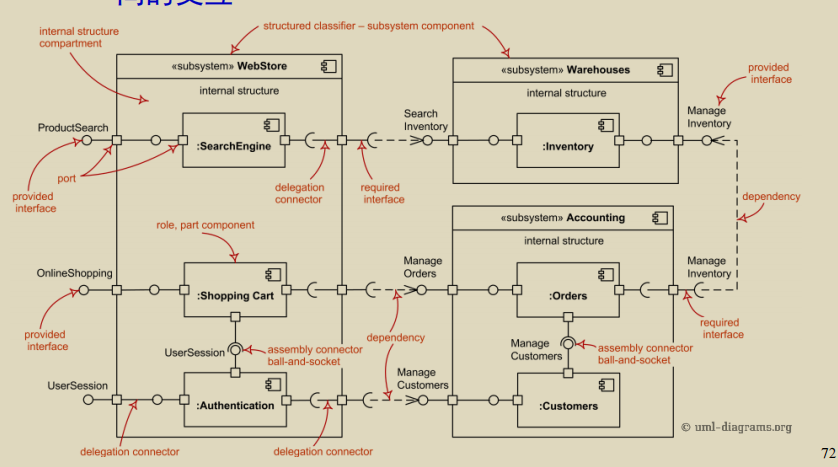 间的交互
structured classifier – subsystem component
internal structure
compartment
«subsystem» WebStore
internal structure
«subsystem» Warehouses
internal structure
provided
interface
ProductSearch
:SearchEngine
Search
Inventory
:Inventory
Manage
Inventory
port
provided
interface
delegation
connector
required
interface
dependency
role, part component
«subsystem» Accounting
internal structure
OnlineShopping
:Shopping Cart
Manage
Orders
:Orders
Manage
Inventory
provided
interface
dependency
required
interface
UserSession
assembly connector
ball-and-socket
Manage
Customers
assembly connector
ball-and-socket
UserSession
:Authentication
Manage
Customers
:Customers
© uml-diagrams.org
delegation connector
delegation connector
72